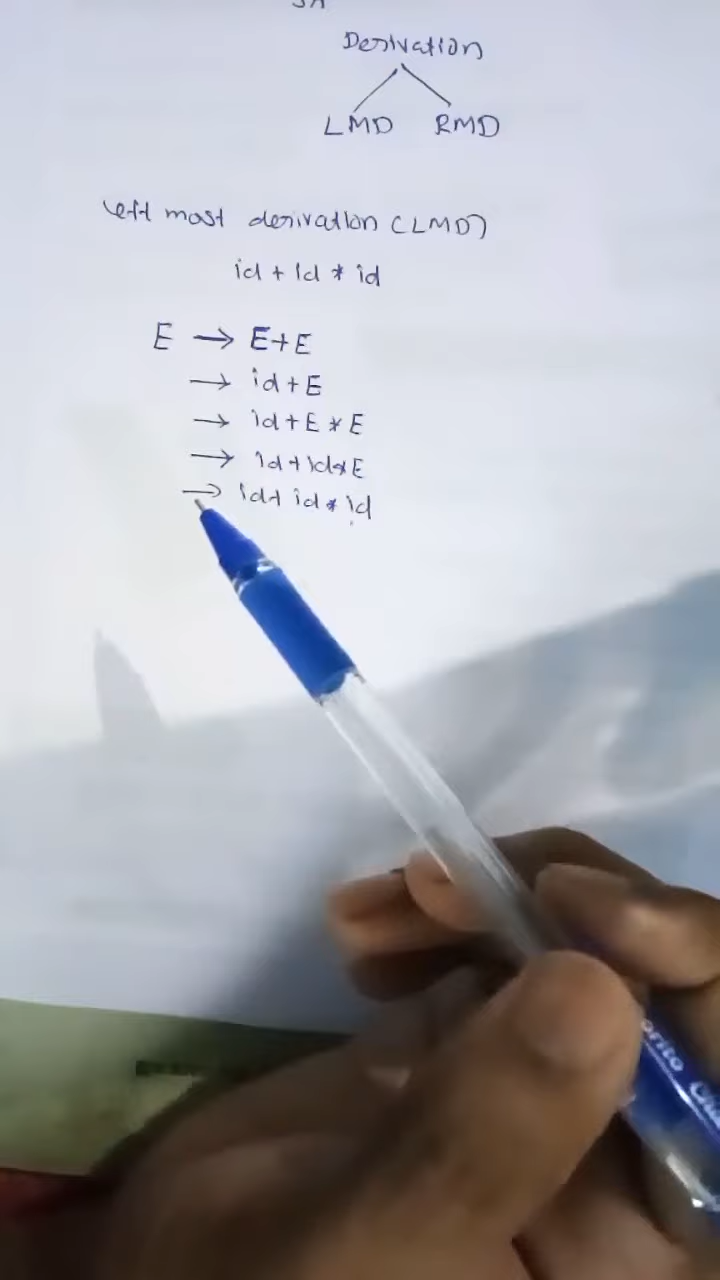 Derivation
LMD RMD
Left most derivation (LMD)
id + id * id
E → E+E
→ id + E
→ id + E * E
→ id + id * E
→ id + id * id